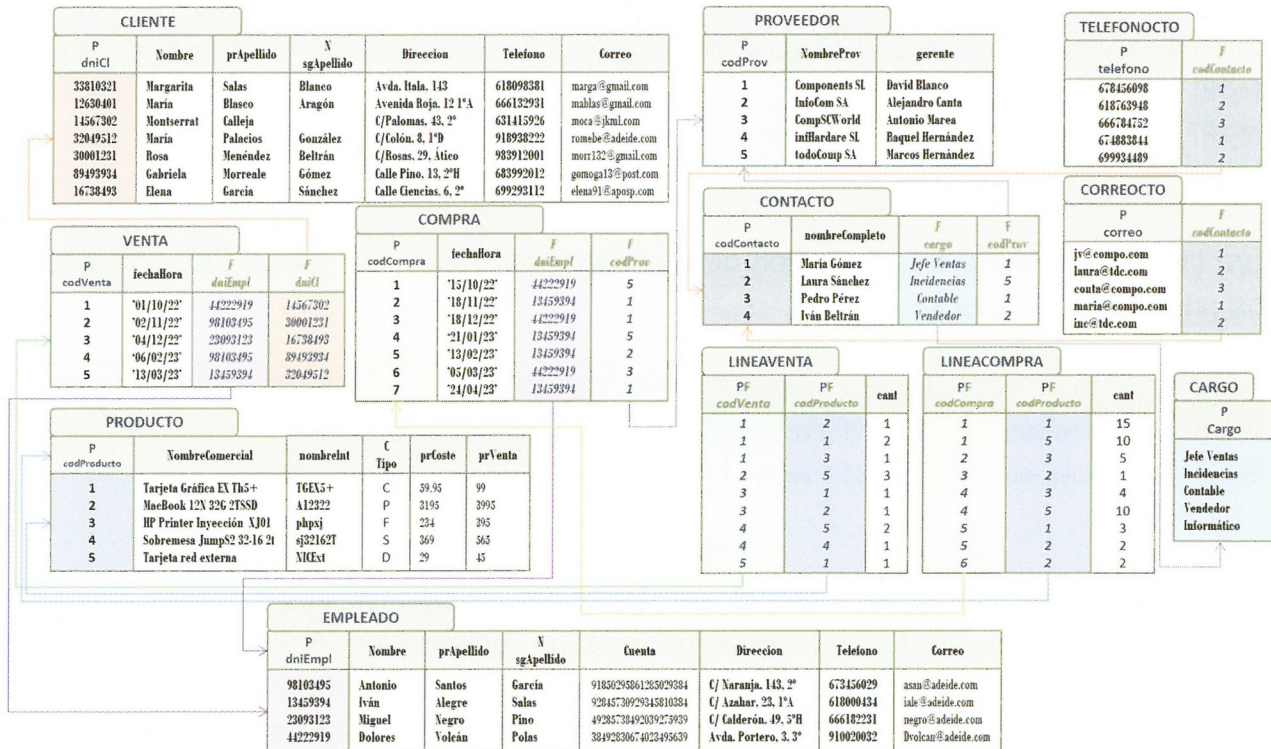 CLIENTE
P dniCl Nombre prApellido N sgApellido Direccion Telefono Correo
33810321 Margarita Salas Blanco Avda. Itala. 143 618098381 marga@gmail.com
12630401 María Blasco Aragón Avenida Roja, 12 1ºA 666132931 mablas@gmail.com
14567302 Montserrat Calleja C/Palomas, 43, 2º 631415926 moca@jkml.com
32049512 María Palacios González C/Colón, 8, 1ºD 918938222 romebe@adeide.com
30001231 Rosa Menéndez Beltrán C/Rosas, 29, Ático 983912001 morr132@gmail.com
89493934 Gabriela Morreale Gómez Calle Pino, 13, 2ºH 683992012 gomoga13@post.com
16738493 Elena García Sánchez Calle Ciencias, 6, 2º 699293112 elena91@aposp.com
PROVEEDOR
P codProv NombreProv gerente
1 Components SL David Blanco
2 InfoCom SA Alejandro Canta
3 CompSCWorld Antonio Marea
4 iniHardare SL Raquel Hernández
5 todoComp SA Marcos Hernández
TELEFONOCTO
P telefono F codContacto
678456098 1
618763948 2
666784752 3
674883844 1
699934489 2
VENTA
P codVenta fechaHora F dniEmpl F dniCl
1 '01/10/22' 44222919 14567302
2 '02/11/22' 98103495 30001231
3 '04/12/22' 23093123 16738493
4 '06/02/23' 98103495 89493934
5 '13/03/23' 13459394 32049512
COMPRA
P codCompra fechaHora F dniEmpl F codProv
1 '15/10/22' 44222919 5
2 '18/11/22' 13459394 1
3 '18/12/22' 44222919 1
4 '21/01/23' 13459394 5
5 '13/02/23' 13459394 2
6 '05/03/23' 44222919 3
7 '24/04/23' 13459394 1
CONTACTO
P codContacto nombreCompleto F cargo F codProv
1 María Gómez Jefe Ventas 1
2 Laura Sánchez Incidencias 5
3 Pedro Pérez Contable 1
4 Iván Beltrán Vendedor 2
CORREOCTO
P correo F codContacto
jv@compo.com 1
laura@tdc.com 2
conta@compo.com 3
maria@compo.com 1
inc@tdc.com 2
PRODUCTO
P codProducto NombreComercial nombreInt C Tipo prCoste prVenta
1 Tarjeta Gráfica EX Th5+ TGEX5+ C 59.95 99
2 MacBook 12N 32G 2TSSD A12322 P 3195 3995
3 HP Printer Inyección XJ01 phpxj F 234 395
4 Sobremesa JumpS2 32-16 2t sj32162T S 369 565
5 Tarjeta red externa NICExt D 29 45
LINEAVENTA
PF codVenta PF codProducto cant
1 2 1
1 1 2
1 3 1
2 5 3
3 1 1
3 2 1
4 5 2
4 4 1
5 1 1
LINEACOMPRA
PF codCompra PF codProducto cant
1 1 15
1 5 10
2 3 5
3 2 1
4 3 4
4 5 10
5 1 3
5 2 2
6 2 2
CARGO
P Cargo
Jefe Ventas
Incidencias
Contable
Vendedor
Informático
EMPLEADO
P dniEmpl Nombre prApellido N sgApellido Cuenta Direccion Telefono Correo
98103495 Antonio Santos García 91850295861285029384 C/ Naranja, 143, 2º 673456029 asan@adeide.com
13459394 Iván Alegre Salas 92845730929345810384 C/ Azahar, 23, 1ºA 618000434 iale@adeide.com
23093123 Miguel Negro Pino 49285738492039275939 C/ Calderón, 49, 5ºH 666182231 negro@adeide.com
44222919 Dolores Volcán Polas 38492830674023495639 Avda. Portero, 3, 3º 910020032 Dvolcan@adeide.com